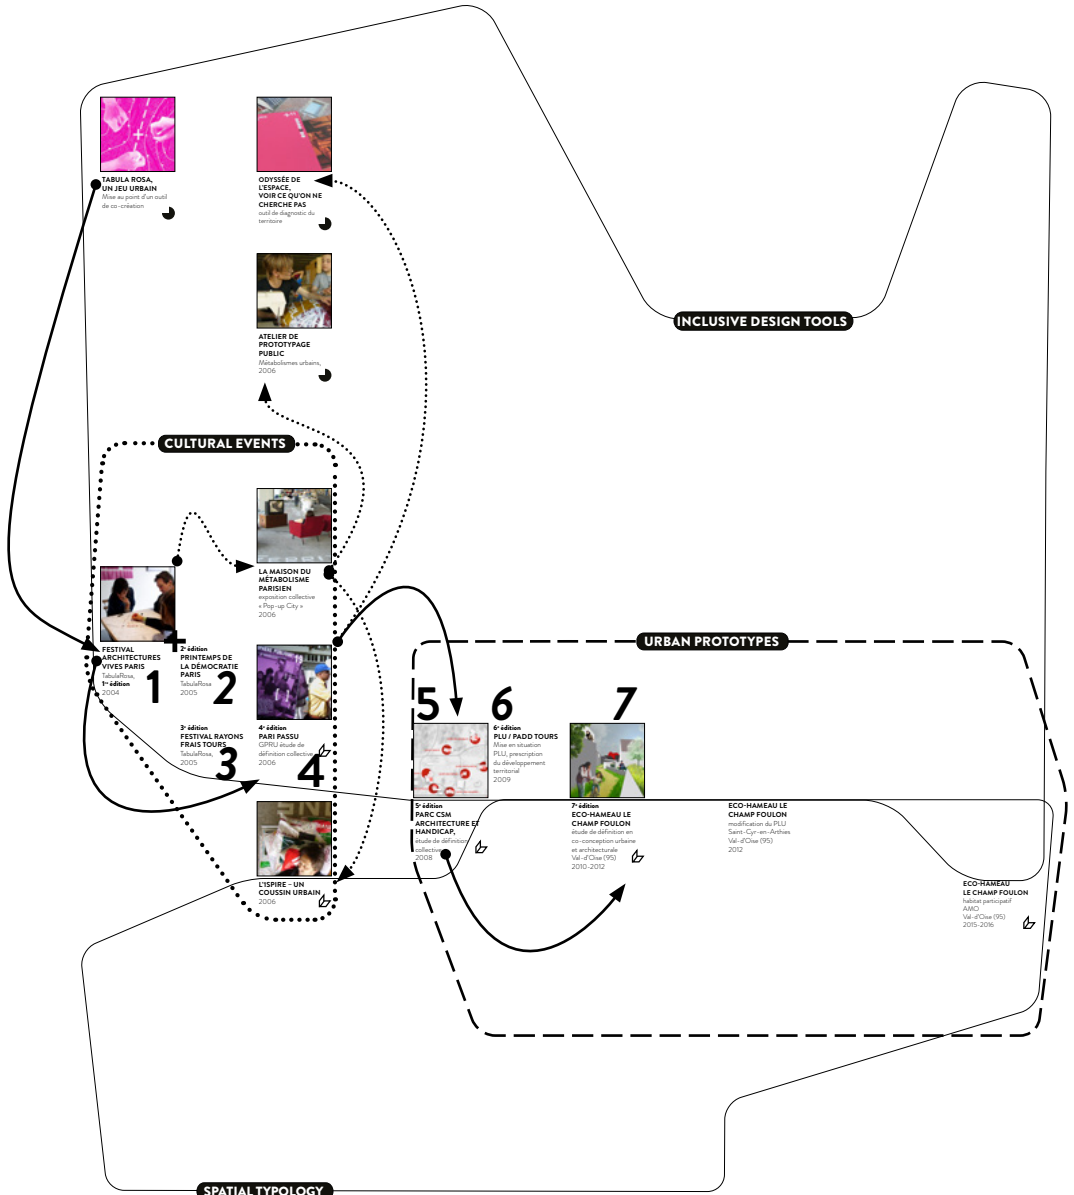 TABULA ROSA,
UN JEU URBAIN
Mise au point d'un outil
de co-création
ODYSSÉE DE
L'ESPACE,
VOIR CE QU'ON NE
CHERCHE PAS
outil de diagnostic du
territoire
INCLUSIVE DESIGN TOOLS
ATELIER DE
PROTOTYPAGE
PUBLIC
Métabolismes urbains,
2006
CULTURAL EVENTS
LA MAISON DU
MÉTABOLISME
PARISIEN
exposition collective
« Pop-up City »
2006
FESTIVAL
ARCHITECTURES
VIVES PARIS
TabulaRosa,
1re édition
2004
1
2e édition
PRINTEMPS DE
LA DÉMOCRATIE
PARIS
TabulaRosa
2005
2
3e édition
FESTIVAL RAYONS
FRAIS TOURS
TabulaRosa,
2005
3
4e édition
PARI PASSU
GPRU étude de
définition collective
2006
4
L'ISPIRE – UN
COUSSIN URBAIN
2006
URBAN PROTOTYPES
5
5e édition
PARC CSM
ARCHITECTURE ET
HANDICAP,
étude de définition
collective
2008
6
6e édition
PLU / PADD TOURS
Mise en situation
PLU, prescription
du développement
territorial
2009
7
7e édition
ECO-HAMEAU LE
CHAMP FOULON
étude de définition en
co-conception urbaine
et architecturale
Val-d'Oise (95)
2010-2012
ECO-HAMEAU LE
CHAMP FOULON
modification du PLU
Saint-Cyr-en-Arthies
Val-d'Oise (95)
2012
ECO-HAMEAU
LE CHAMP FOULON
habitat participatif
AMO
Val-d'Oise (95)
2015-2016
SPATIAL TYPOLOGY